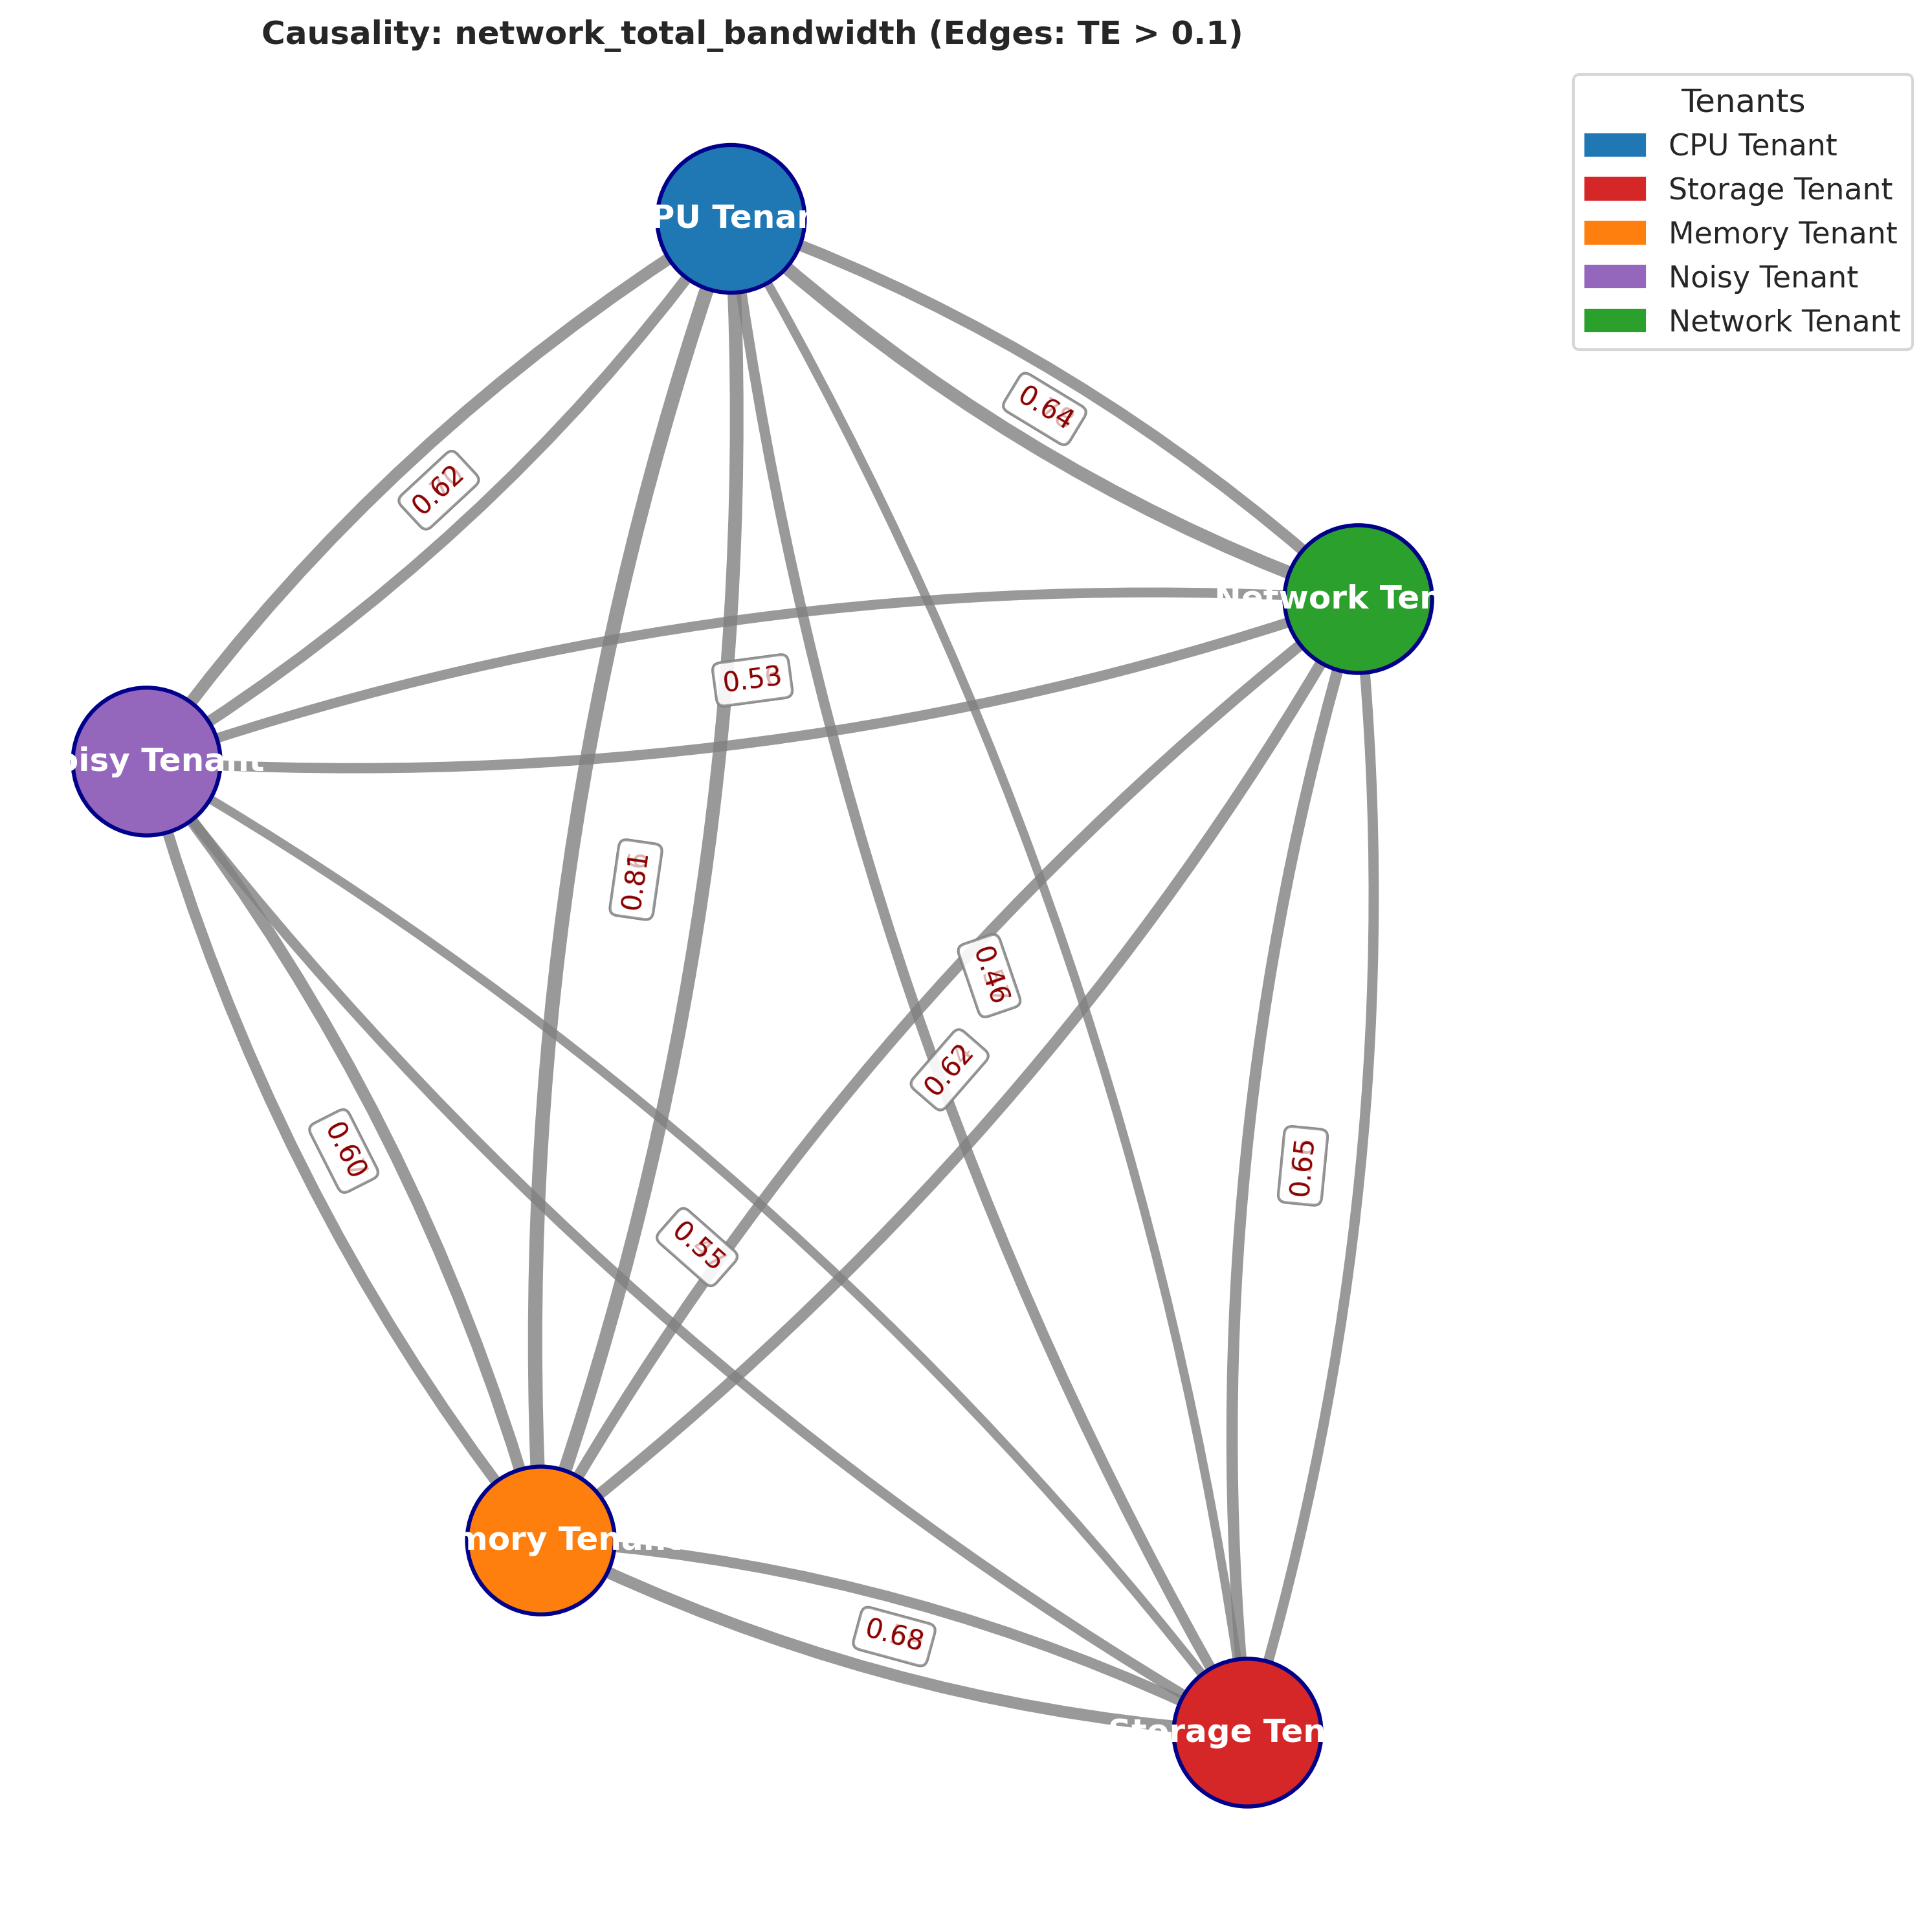 Causality: network_total_bandwidth (Edges: TE > 0.1)
Tenants
CPU Tenant
Storage Tenant
Memory Tenant
Noisy Tenant
Network Tenant
PU Tenan
0.64
0.62
Network Ten
0.53
oisy Tenant
0.81
0.46
0.62
0.60
0.65
0.55
mory Tenant
0.68
Storage Ten